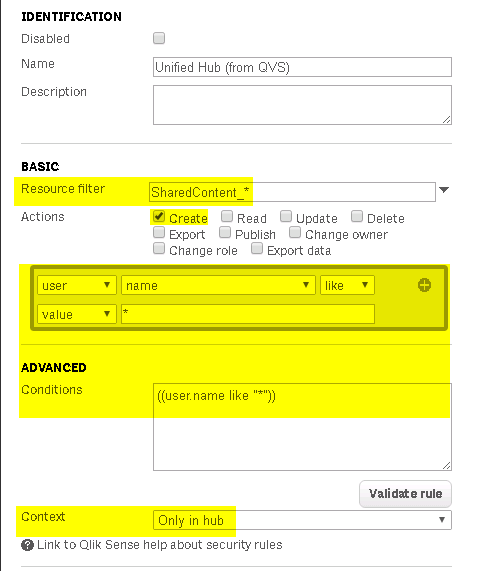 IDENTIFICATION
Disabled
Name Unified Hub (from QVS)
Description
BASIC
Resource filter SharedContent_*
Actions Create Read Update Delete
Export Publish Change owner
Change role Export data
user name like
value *
ADVANCED
Conditions ((user.name like "*"))
Validate rule
Context Only in hub
? Link to Qlik Sense help about security rules